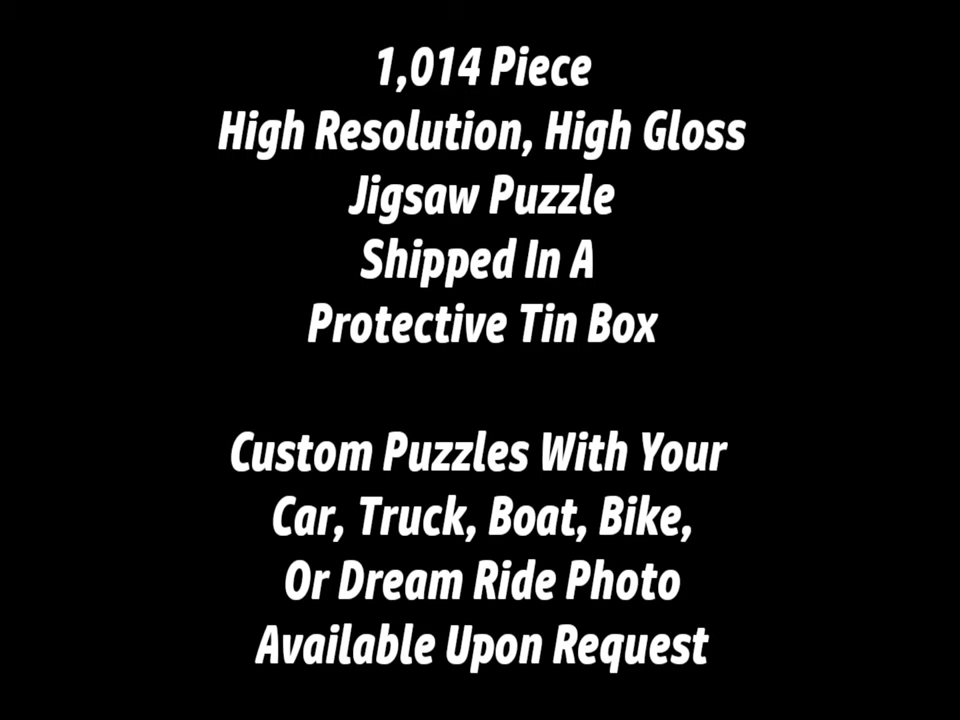 1,014 Piece
High Resolution, High Gloss
Jigsaw Puzzle
Shipped In A
Protective Tin Box
Custom Puzzles With Your
Car, Truck, Boat, Bike,
Or Dream Ride Photo
Available Upon Request